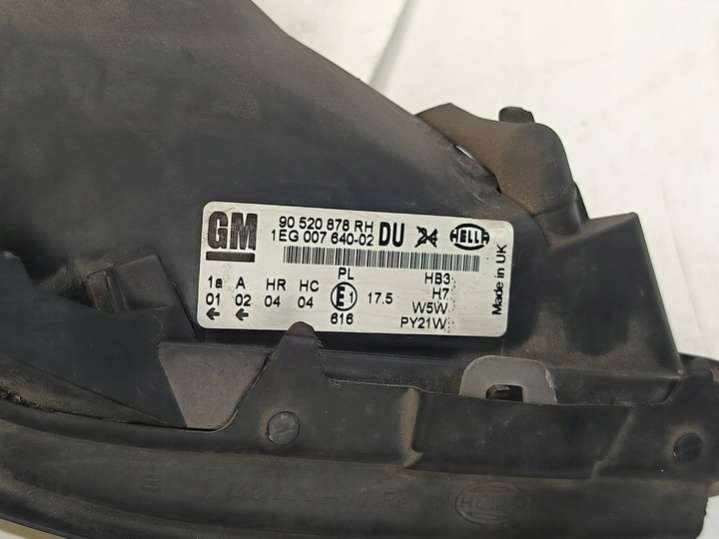 GM
90 520 878 RH
1EG 007 640-02 DU
HELLA
Made in UK
PL
1a A HR HC 17.5 HB3
01 02 04 04 E1 H7
W5W
616 PY21W
HELLA